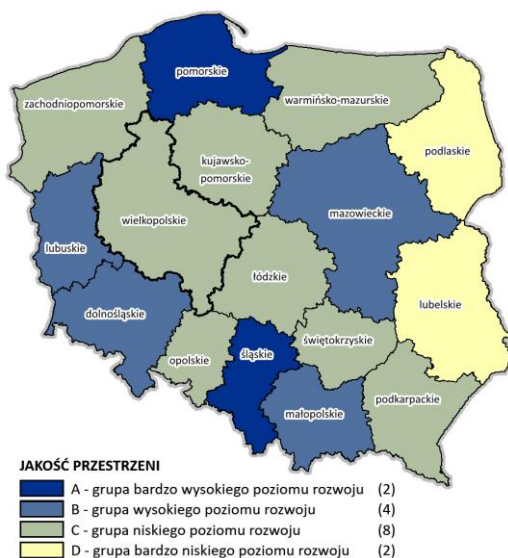 pomorskie
zachodniopomorskie
warmińsko-mazurskie
podlaskie
kujawsko-
pomorskie
mazowieckie
wielkopolskie
lubuskie
łódzkie
lubelskie
dolnośląskie
świętokrzyskie
śląskie
opolskie
podkarpackie
małopolskie
JAKOŚĆ PRZESTRZENI
A - grupa bardzo wysokiego poziomu rozwoju (2)
B - grupa wysokiego poziomu rozwoju (4)
C - grupa niskiego poziomu rozwoju (8)
D - grupa bardzo niskiego poziomu rozwoju (2)